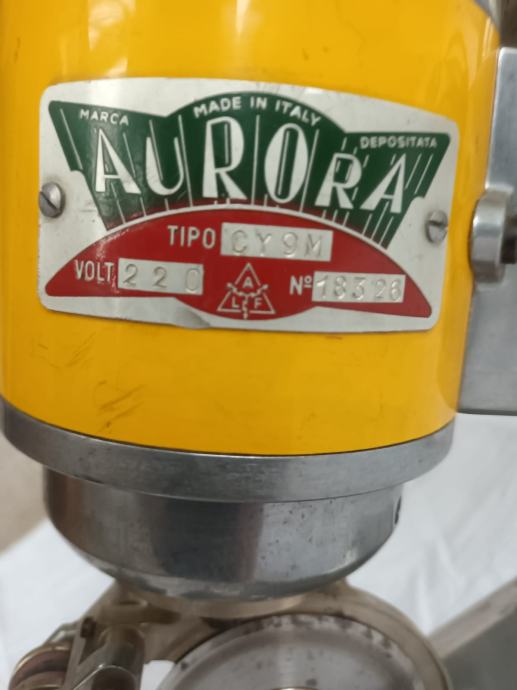 MADE IN ITALY
MARCA DEPOSITATA
AURORA
TIPO CY9M
VOLT. 220 Nº 18326
A
L F